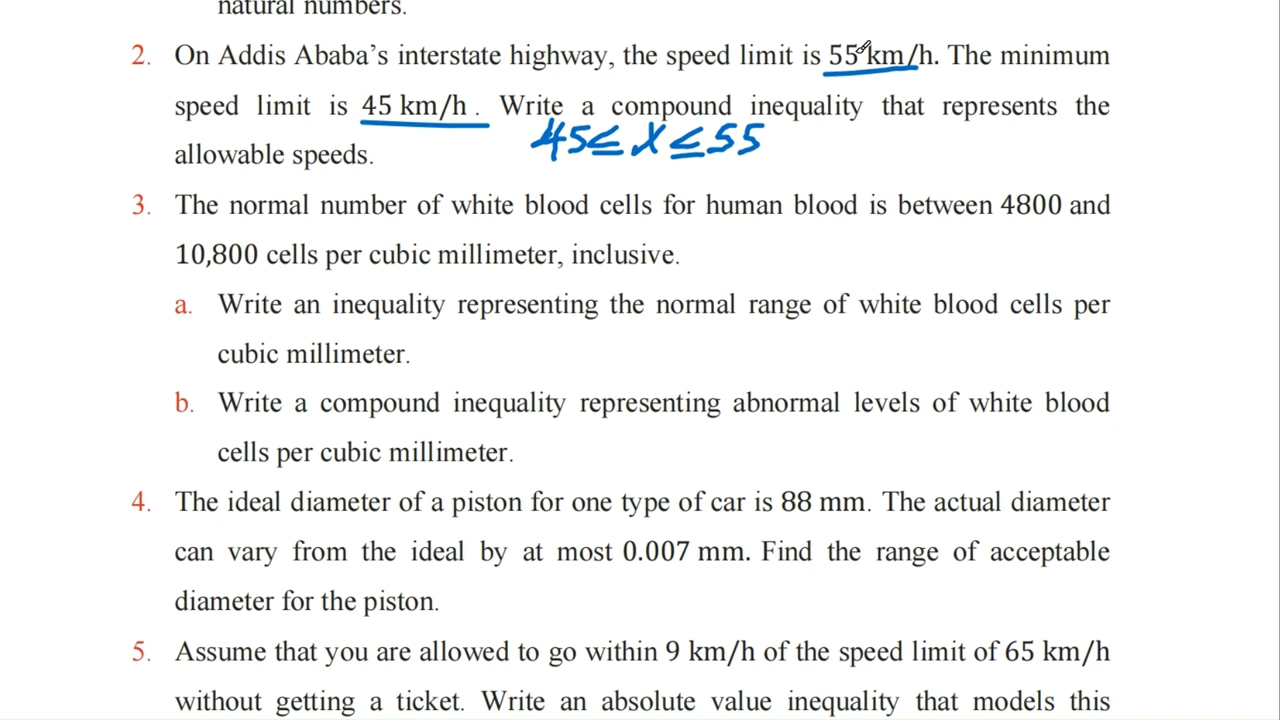 natural numbers.
2. On Addis Ababa’s interstate highway, the speed limit is 55 km/h. The minimum
speed limit is 45 km/h . Write a compound inequality that represents the
45 ≤ x ≤ 55
allowable speeds.
3. The normal number of white blood cells for human blood is between 4800 and
10,800 cells per cubic millimeter, inclusive.
a. Write an inequality representing the normal range of white blood cells per
cubic millimeter.
b. Write a compound inequality representing abnormal levels of white blood
cells per cubic millimeter.
4. The ideal diameter of a piston for one type of car is 88 mm. The actual diameter
can vary from the ideal by at most 0.007 mm. Find the range of acceptable
diameter for the piston.
5. Assume that you are allowed to go within 9 km/h of the speed limit of 65 km/h
without getting a ticket. Write an absolute value inequality that models this